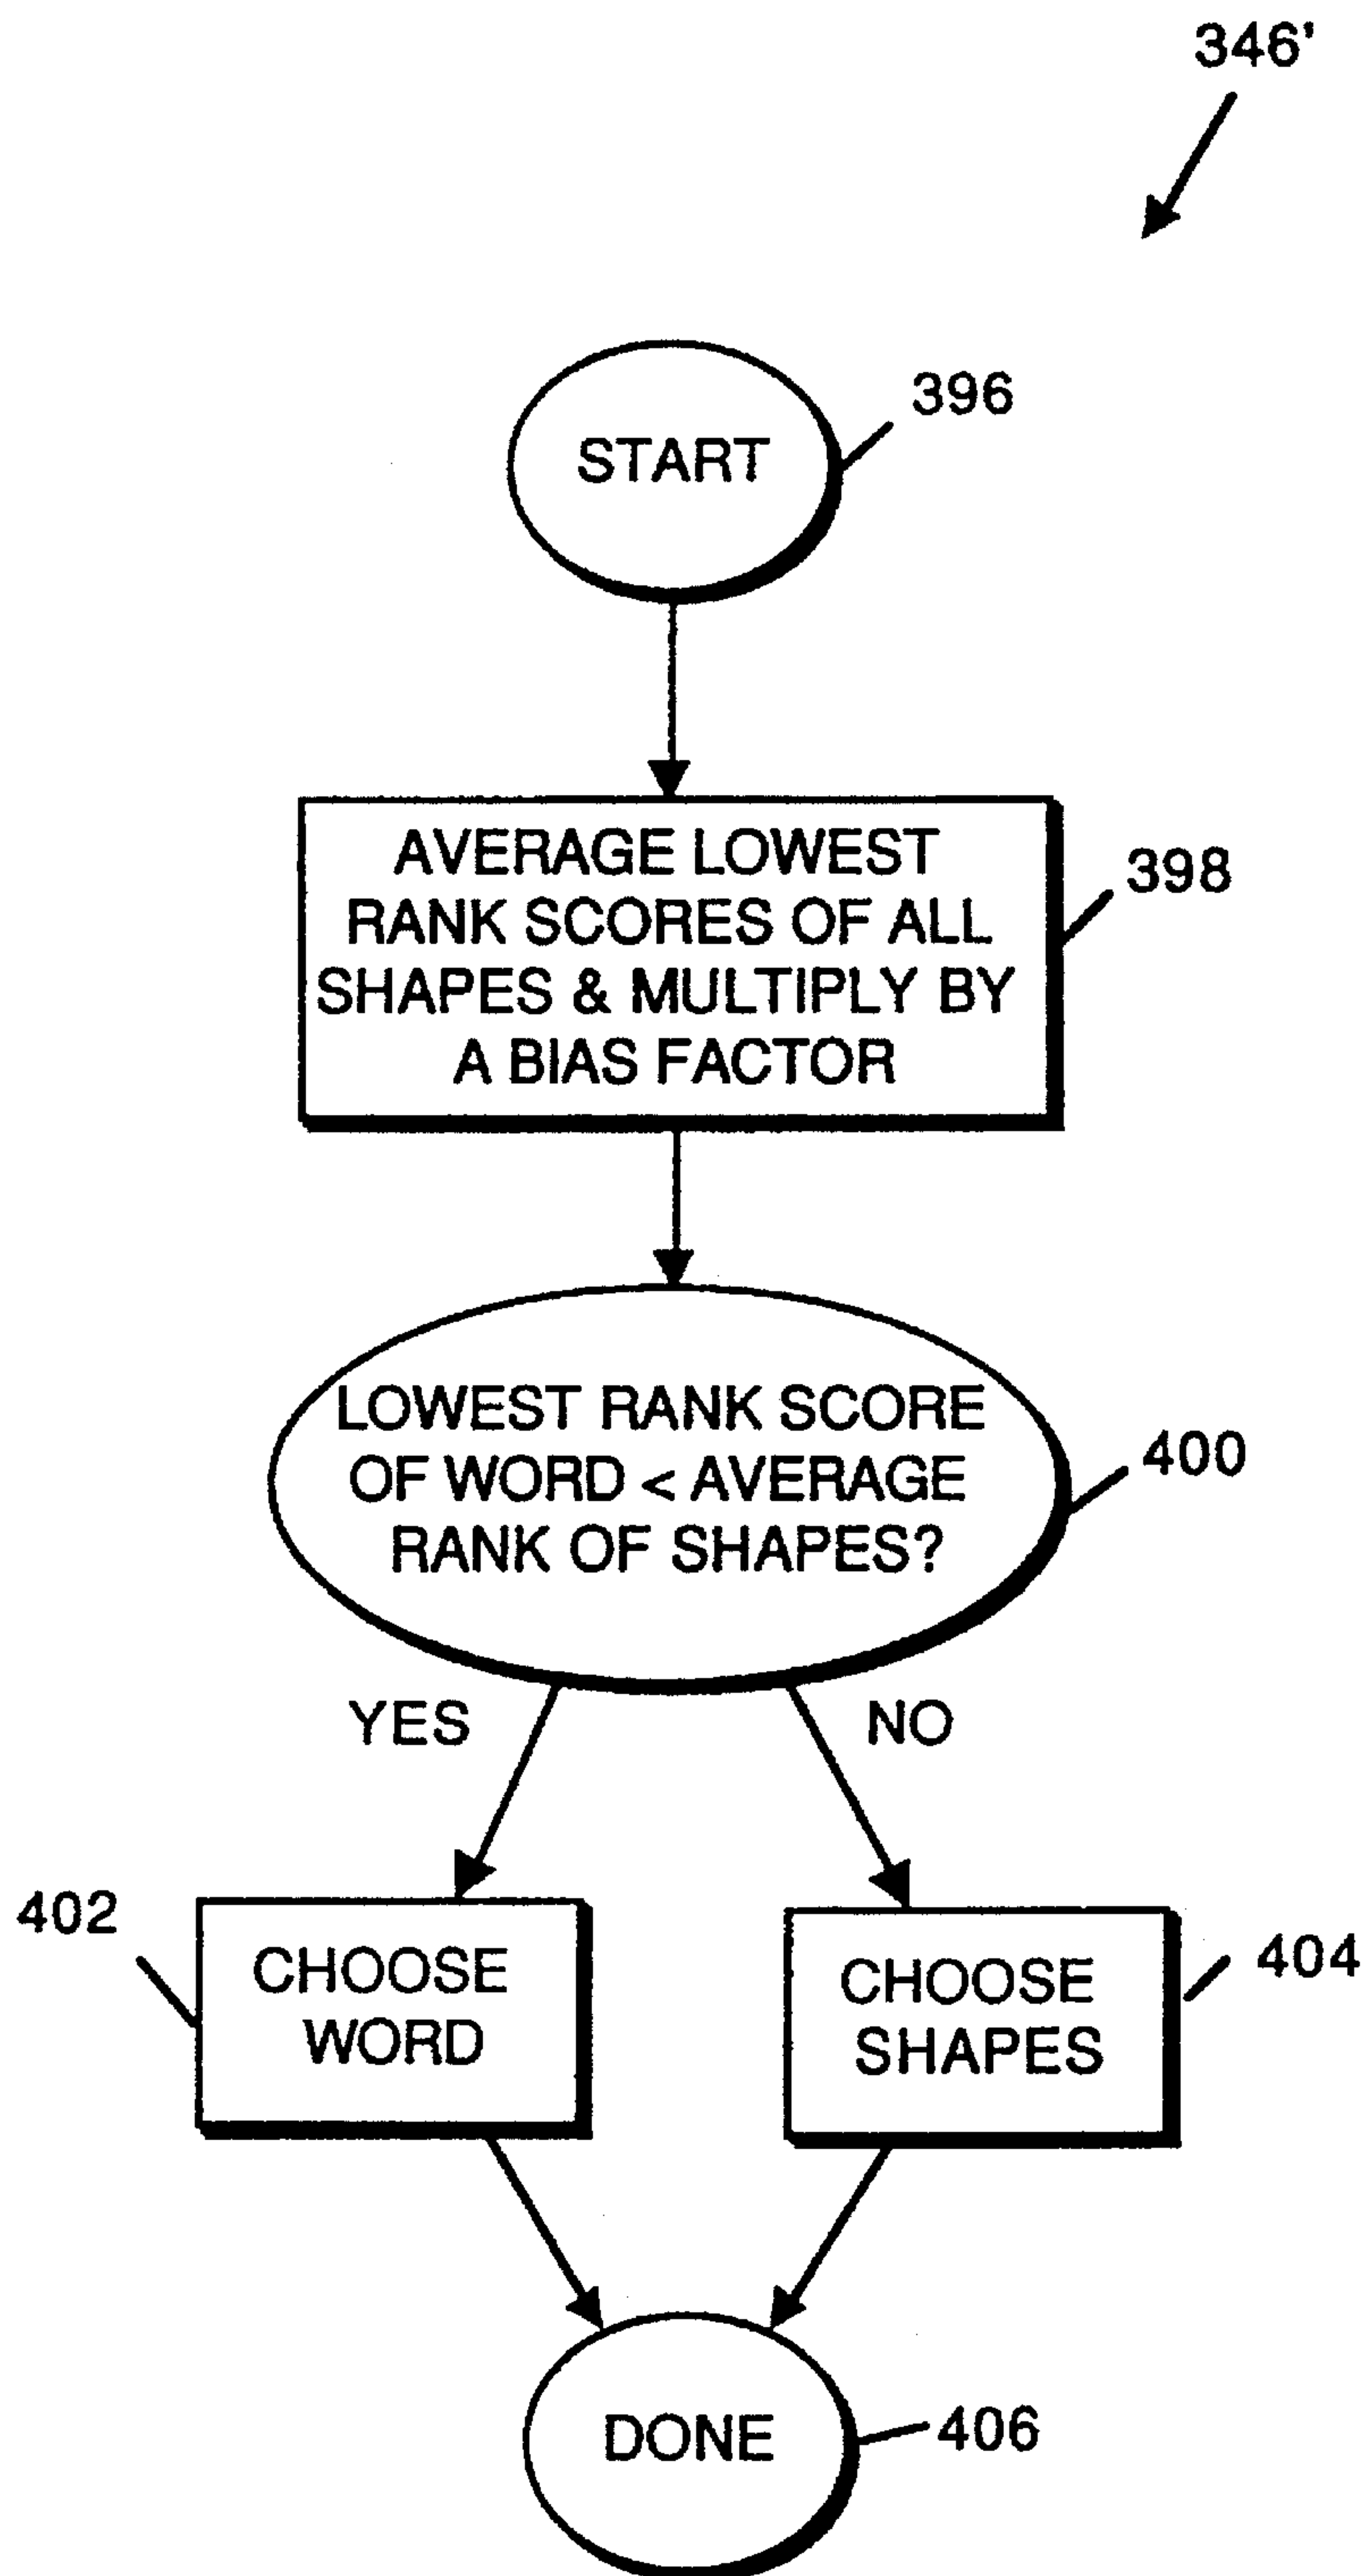 346'
START
396
AVERAGE LOWEST
RANK SCORES OF ALL
SHAPES & MULTIPLY BY
A BIAS FACTOR
398
LOWEST RANK SCORE
OF WORD < AVERAGE
RANK OF SHAPES?
400
YES
NO
402
CHOOSE
WORD
CHOOSE
SHAPES
404
DONE
406